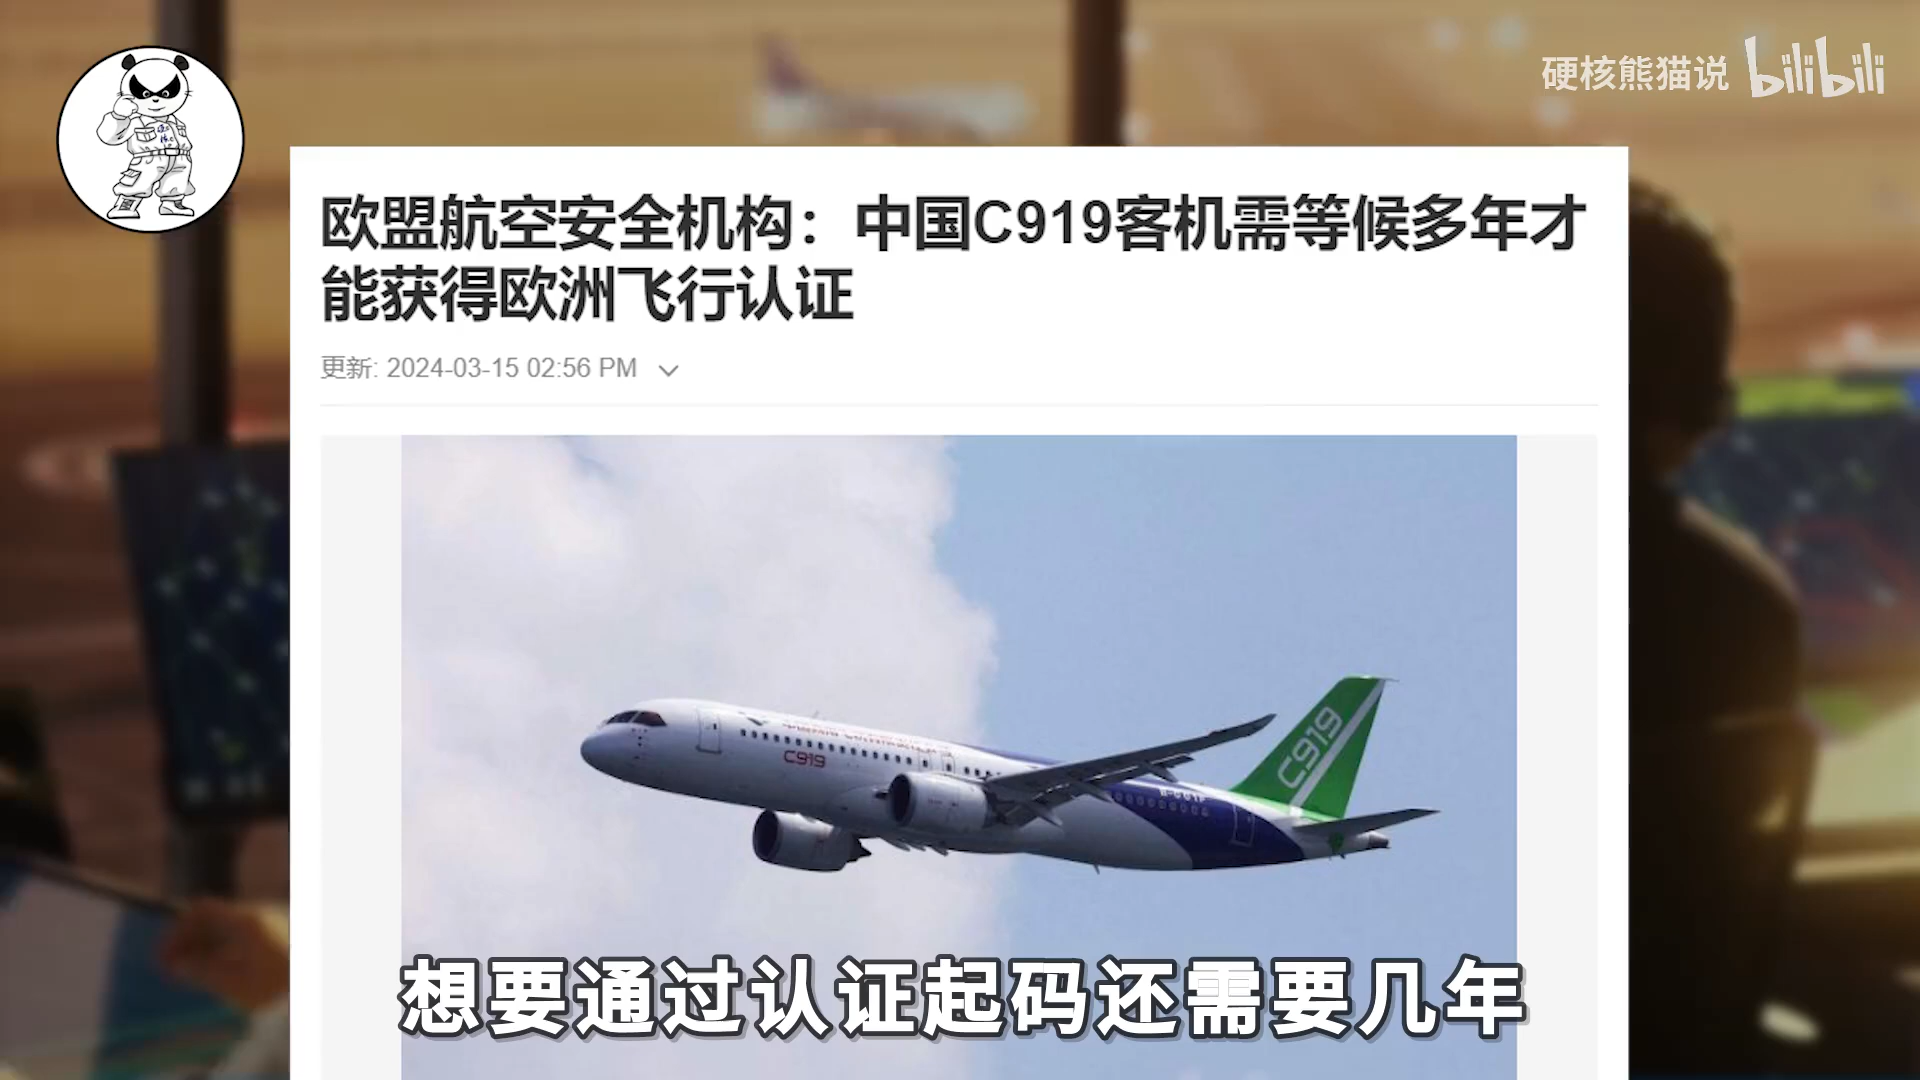 硬核熊猫说 bilibili
欧盟航空安全机构：中国C919客机需等候多年才
能获得欧洲飞行认证
更新: 2024-03-15 02:56 PM
C919
C919
想要通过认证起码还需要几年